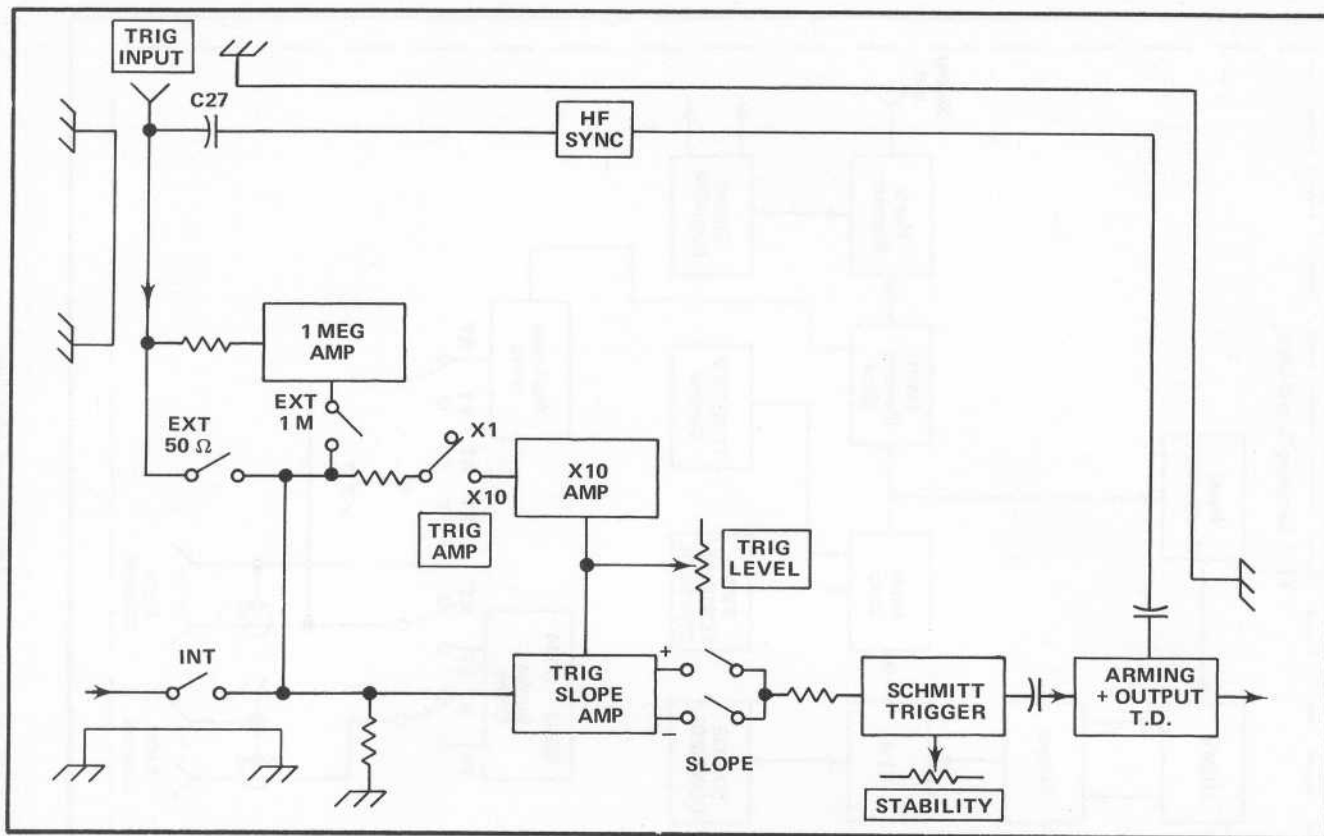 TRIG
INPUT
C27
HF
SYNC
1 MEG
AMP
EXT
1 M
X1
EXT
50 Ω
X10
X10
AMP
TRIG
AMP
TRIG
LEVEL
INT
+
TRIG
SLOPE
AMP
−
SLOPE
SCHMITT
TRIGGER
STABILITY
ARMING
+ OUTPUT
T.D.